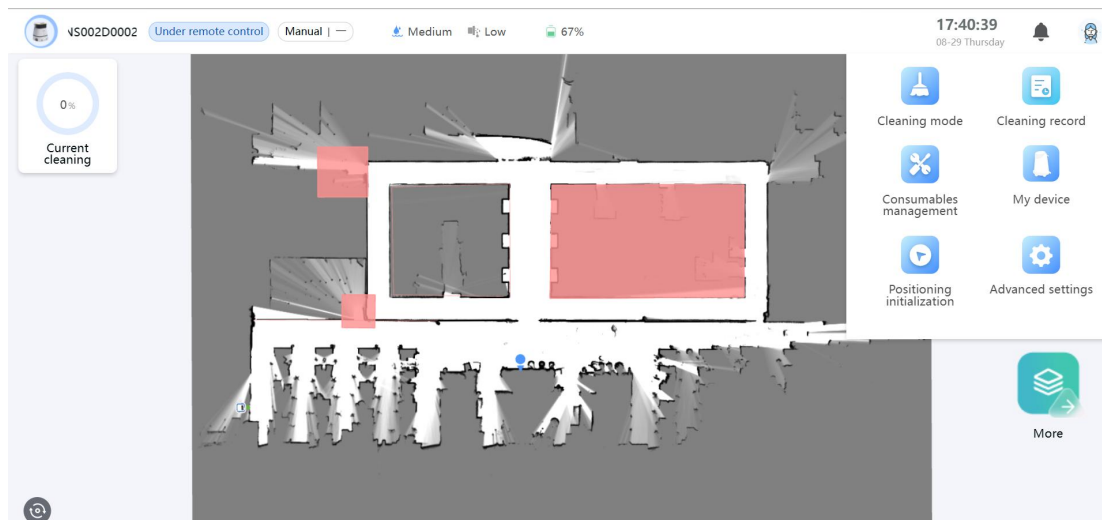 NS002D0002 Under remote control Manual | — Medium Low 67% 17:40:39
08-29 Thursday
0%
Current
cleaning
Cleaning mode Cleaning record
Consumables
management
My device
Positioning
initialization
Advanced settings
More